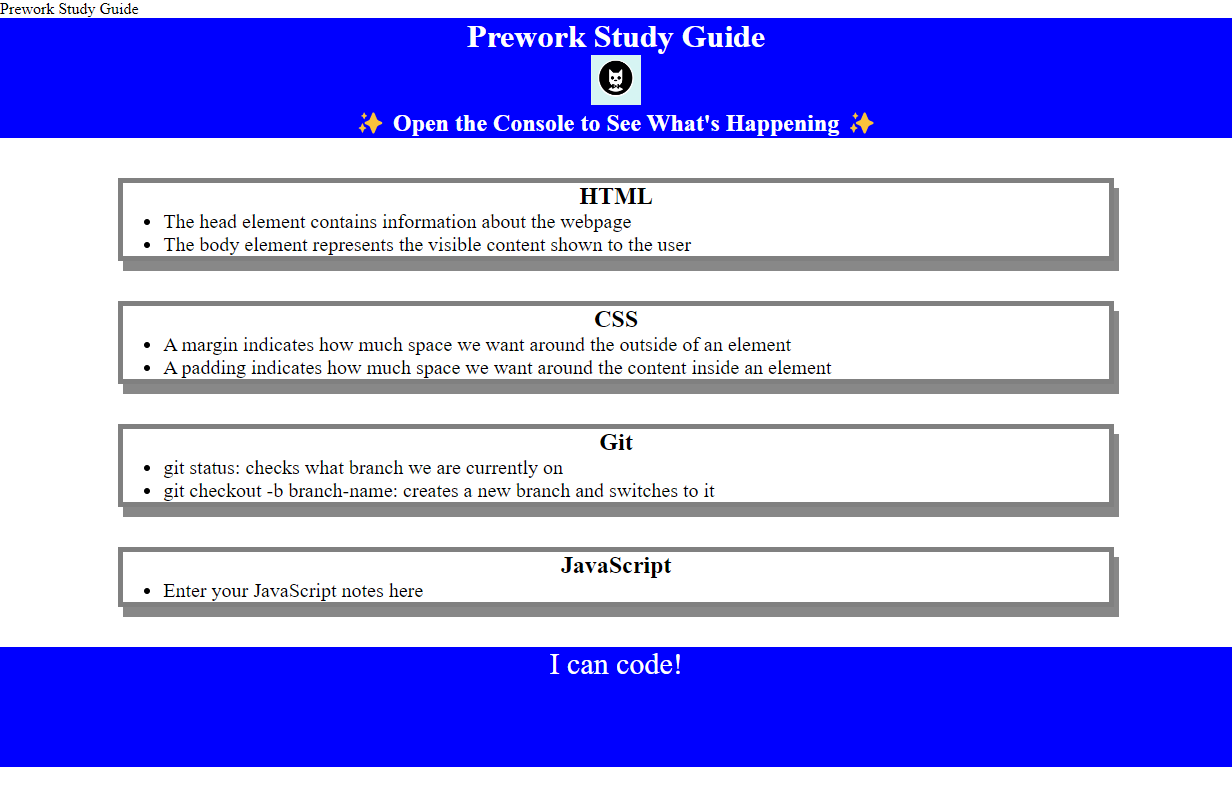 Prework Study Guide
Prework Study Guide
✨ Open the Console to See What's Happening ✨
HTML
• The head element contains information about the webpage
• The body element represents the visible content shown to the user
CSS
• A margin indicates how much space we want around the outside of an element
• A padding indicates how much space we want around the content inside an element
Git
• git status: checks what branch we are currently on
• git checkout -b branch-name: creates a new branch and switches to it
JavaScript
• Enter your JavaScript notes here
I can code!